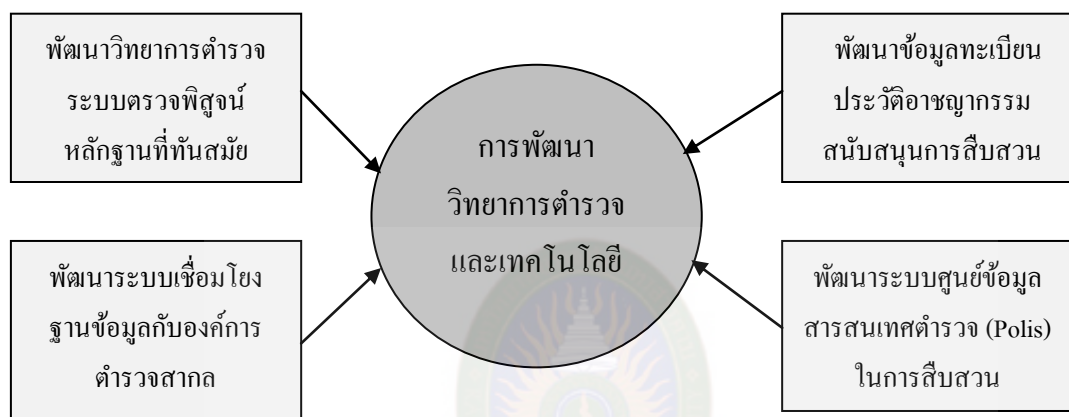 พัฒนาวิทยาการตำรวจ
ระบบตรวจพิสูจน์
หลักฐานที่ทันสมัย
พัฒนาข้อมูลทะเบียน
ประวัติอาชญากรรม
สนับสนุนการสืบสวน
การพัฒนา
วิทยาการตำรวจ
และเทคโนโลยี
พัฒนาระบบเชื่อมโยง
ฐานข้อมูลกับองค์การ
ตำรวจสากล
พัฒนาระบบศูนย์ข้อมูล
สารสนเทศตำรวจ (Polis)
ในการสืบสวน